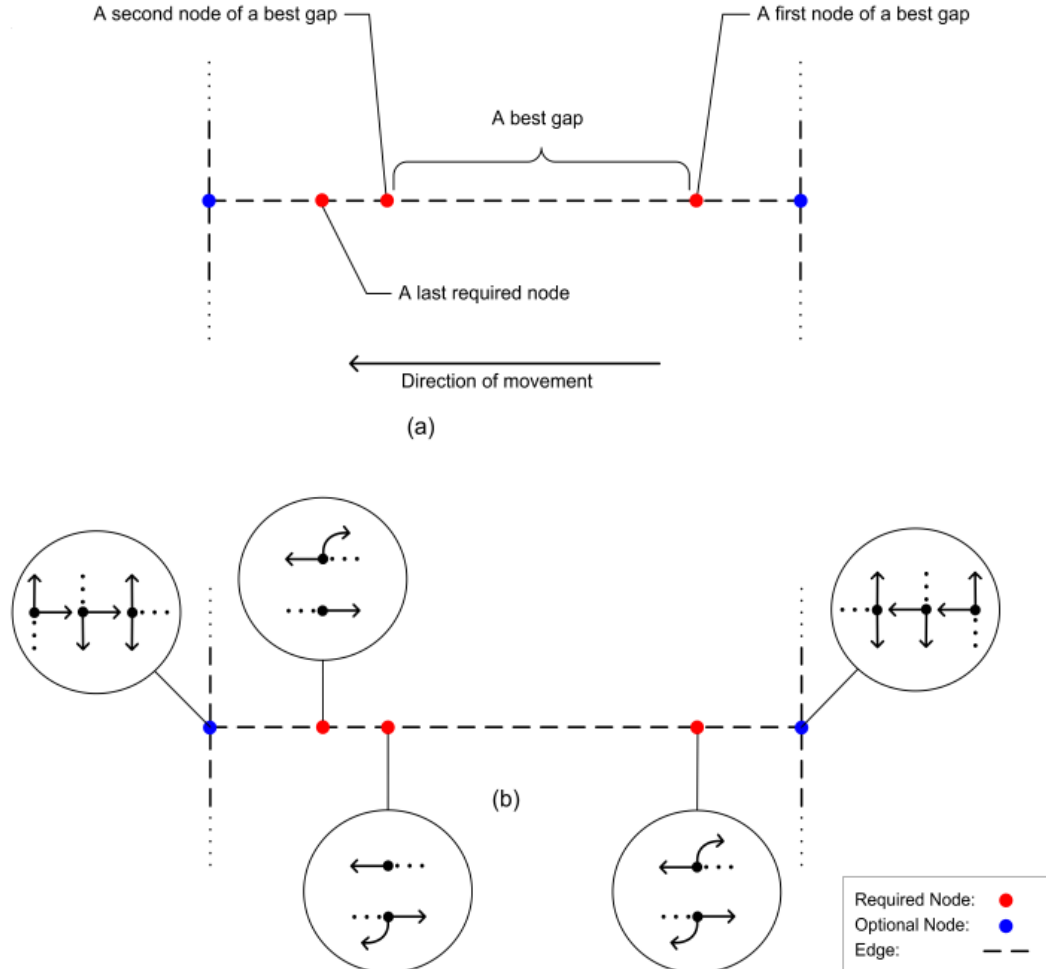 A second node of a best gap
A first node of a best gap
A best gap
A last required node
Direction of movement
(a)
(b)
Required Node:
Optional Node:
Edge: